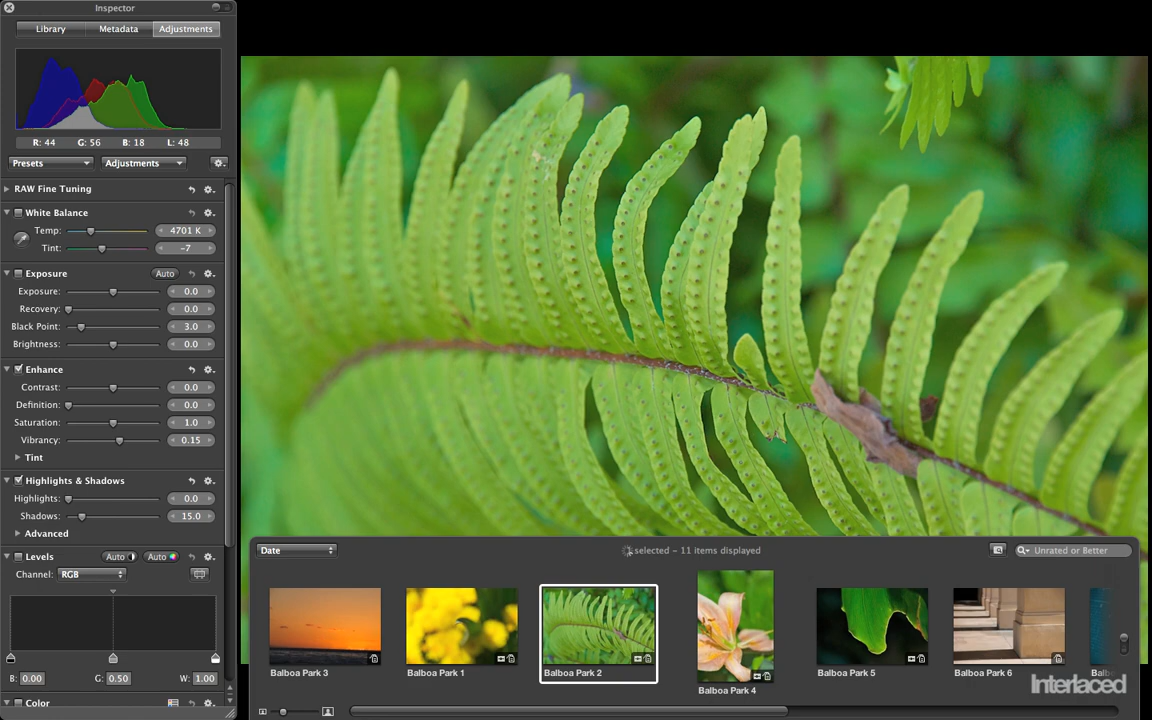 Inspector
Library Metadata Adjustments
R: 44 G: 56 B: 18 L: 48
Presets Adjustments
RAW Fine Tuning
White Balance
Temp: 4701 K
Tint: -7
Exposure Auto
Exposure: 0.0
Recovery: 0.0
Black Point: 3.0
Brightness: 0.0
Enhance
Contrast: 0.0
Definition: 0.0
Saturation: 1.0
Vibrancy: 0.15
Tint
Highlights & Shadows
Highlights: 0.0
Shadows: 15.0
Advanced
Levels Auto Auto
Channel: RGB
B: 0.00 G: 0.50 W: 1.00
Color
Date selected - 11 items displayed Unrated or Better
Balboa Park 3 Balboa Park 1 Balboa Park 2 Balboa Park 4 Balboa Park 5 Balboa Park 6
Interlaced